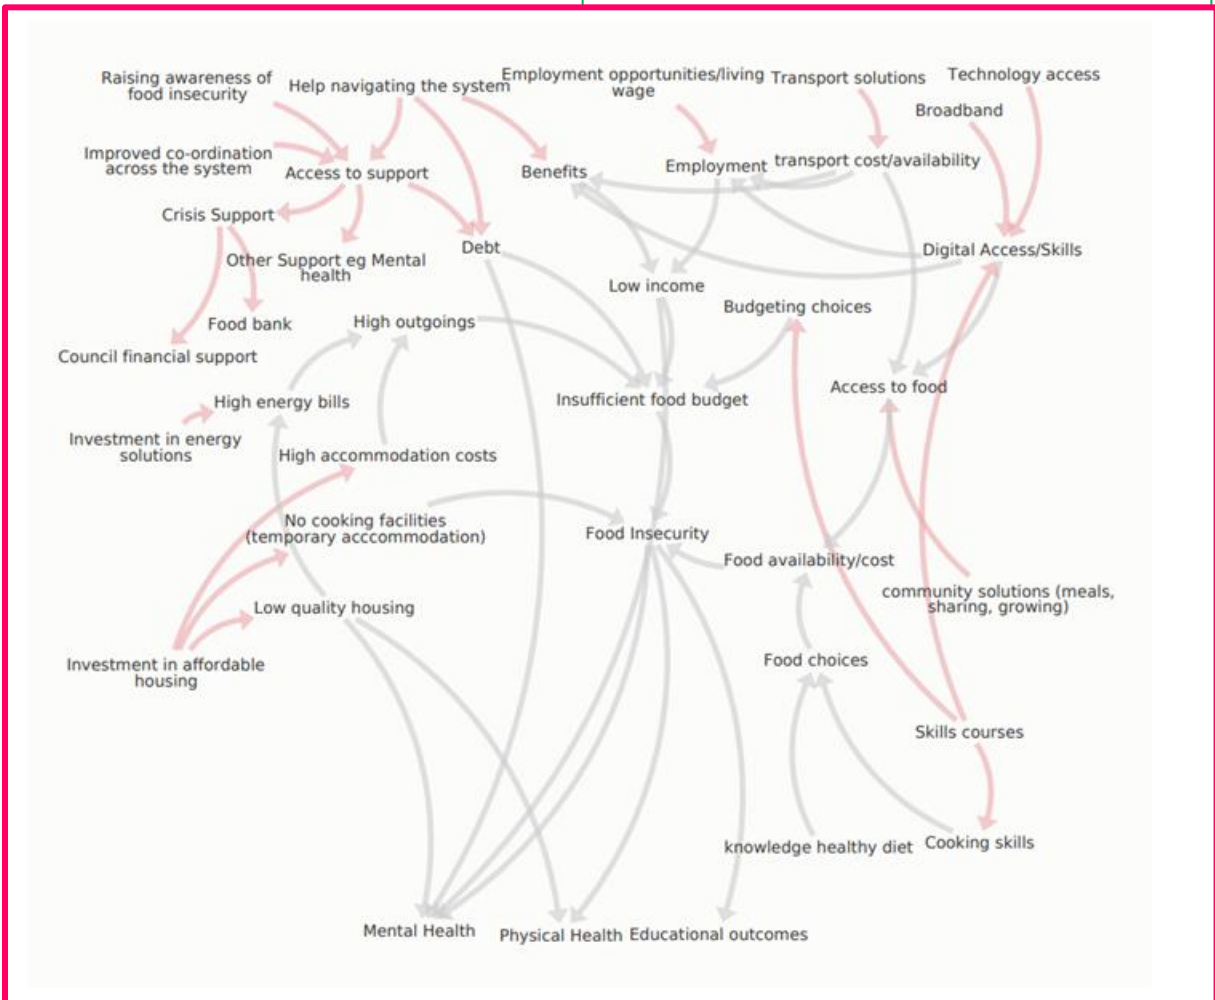 Raising awareness of
food insecurity
Help navigating the system
Employment opportunities/living
wage
Transport solutions
Technology access
Broadband
Improved co-ordination
across the system
Access to support
Benefits
Employment
transport cost/availability
Crisis Support
Other Support eg Mental
health
Debt
Digital Access/Skills
Low income
Budgeting choices
Food bank
High outgoings
Council financial support
High energy bills
Insufficient food budget
Access to food
Investment in energy
solutions
High accommodation costs
No cooking facilities
(temporary acccommodation)
Food Insecurity
Food availability/cost
community solutions (meals,
sharing, growing)
Low quality housing
Investment in affordable
housing
Food choices
Skills courses
knowledge healthy diet
Cooking skills
Mental Health
Physical Health
Educational outcomes